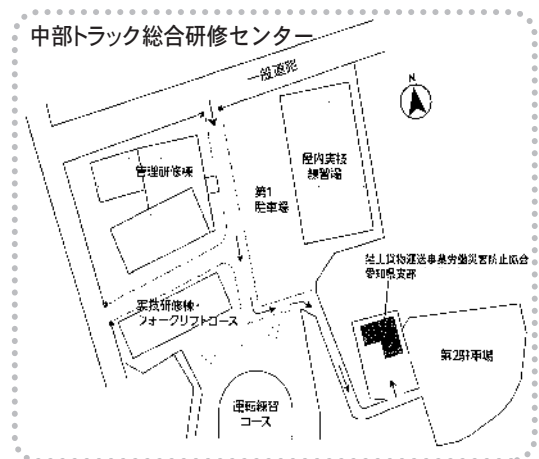 中部トラック総合研修センター
一般道路
N
管理研修棟
屋内実技
練習場
第1
駐車場
陸上貨物運送事業労働災害防止協会
愛知県支部
実技研修棟・
フォークリフトコース
第2駐車場
運転練習
コース